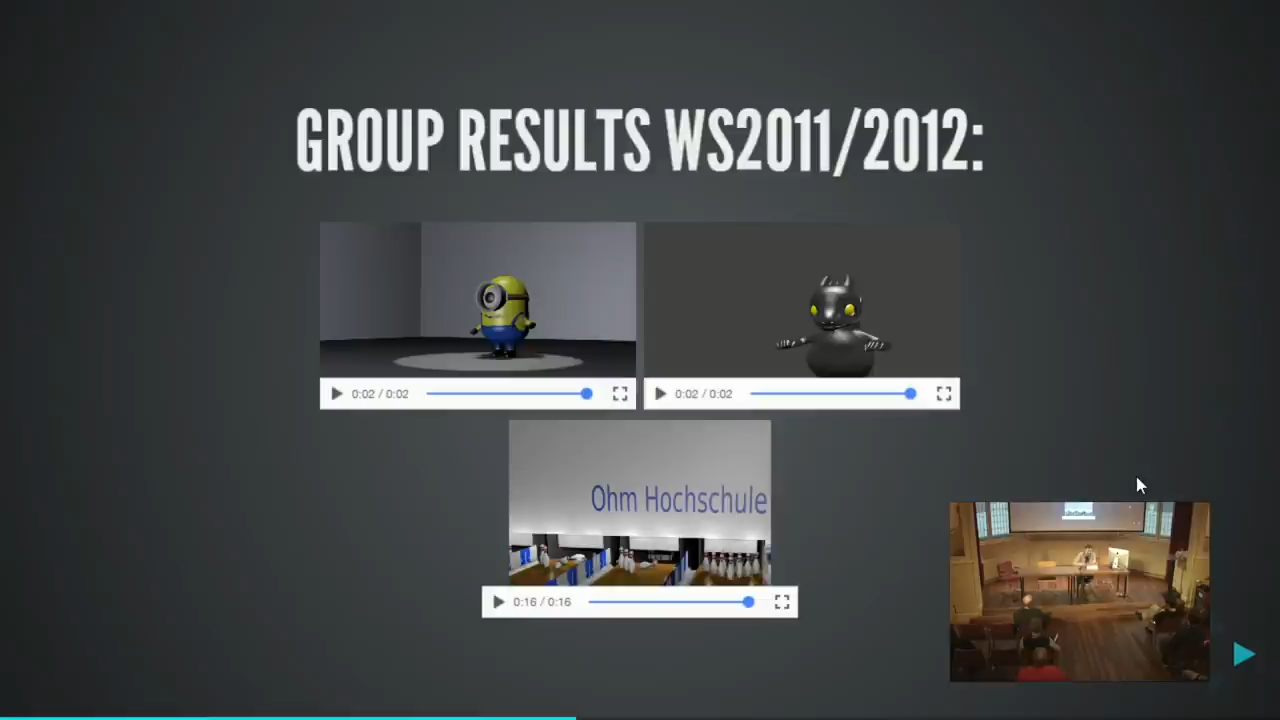 GROUP RESULTS WS2011/2012:
0:02 / 0:02
0:02 / 0:02
Ohm Hochschule
0:16 / 0:16